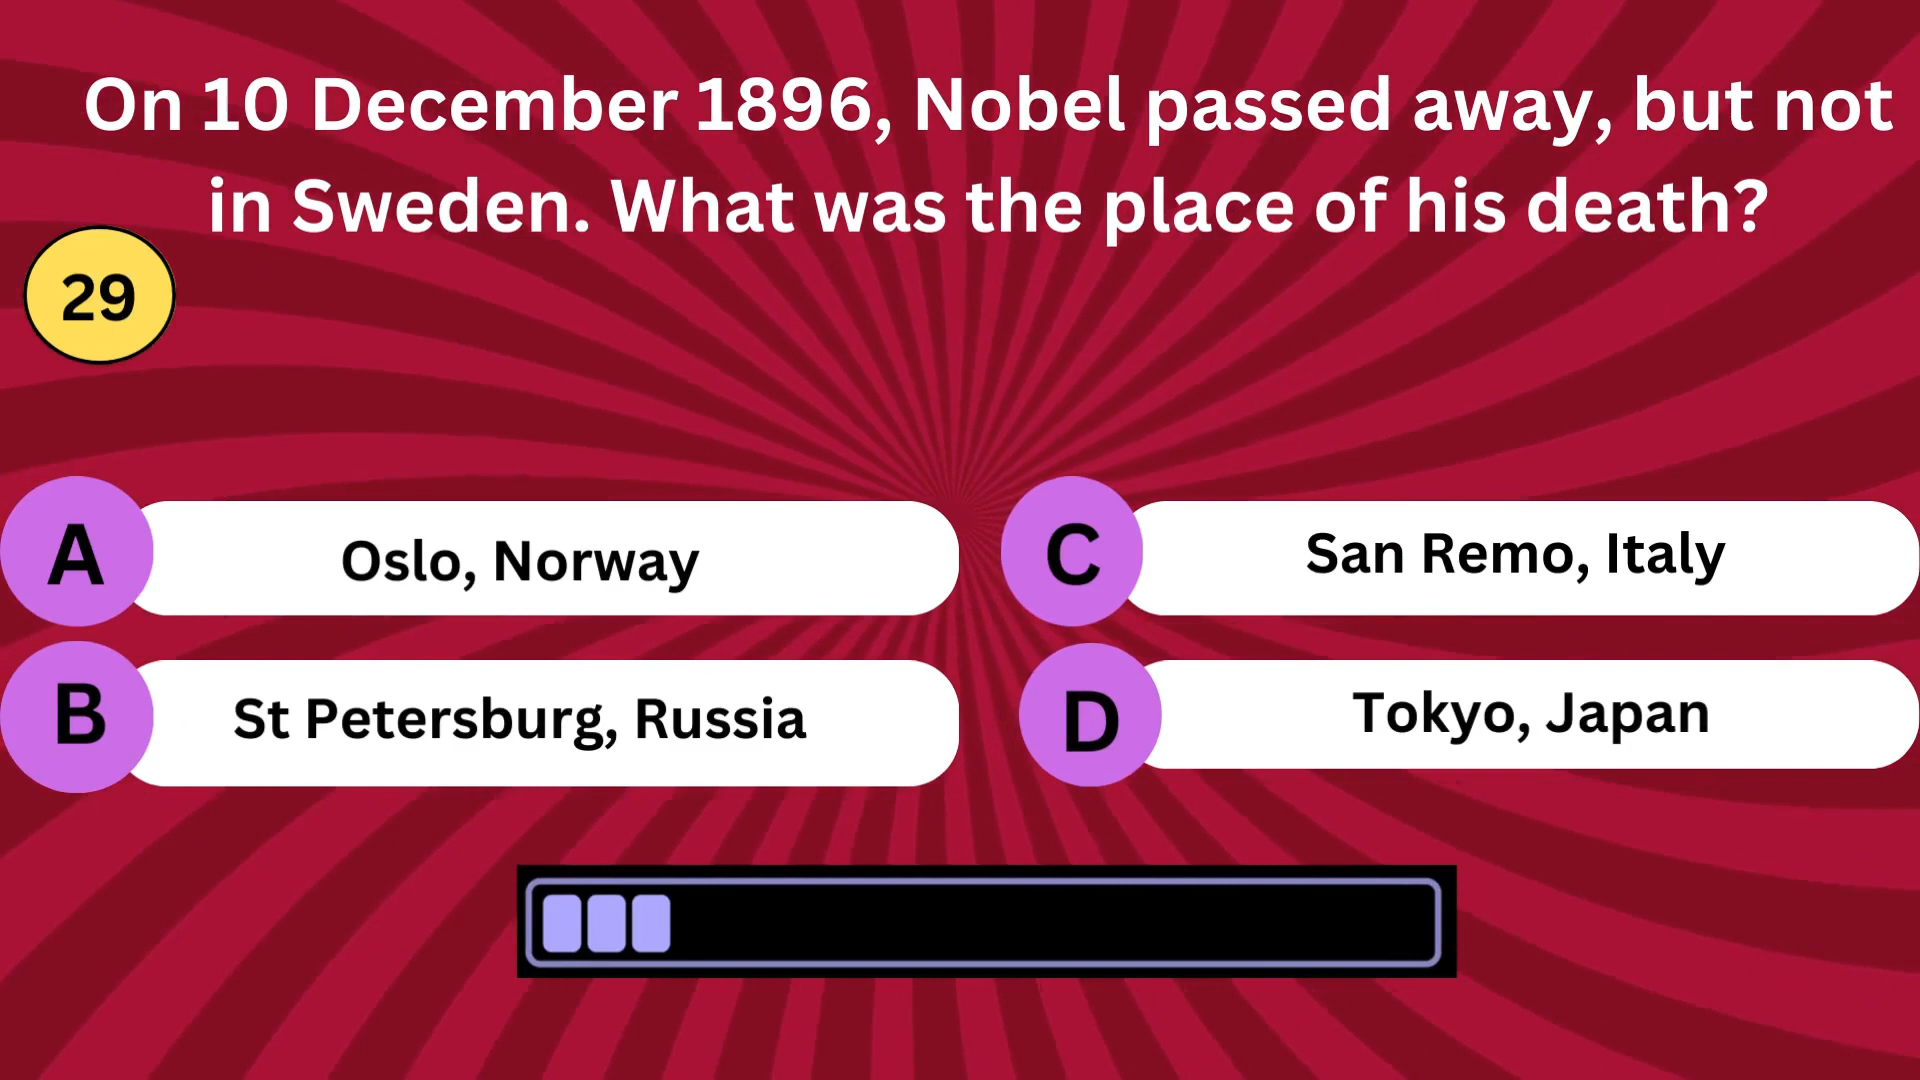 On 10 December 1896, Nobel passed away, but not
in Sweden. What was the place of his death?
29
A
Oslo, Norway
C
San Remo, Italy
B
St Petersburg, Russia
D
Tokyo, Japan